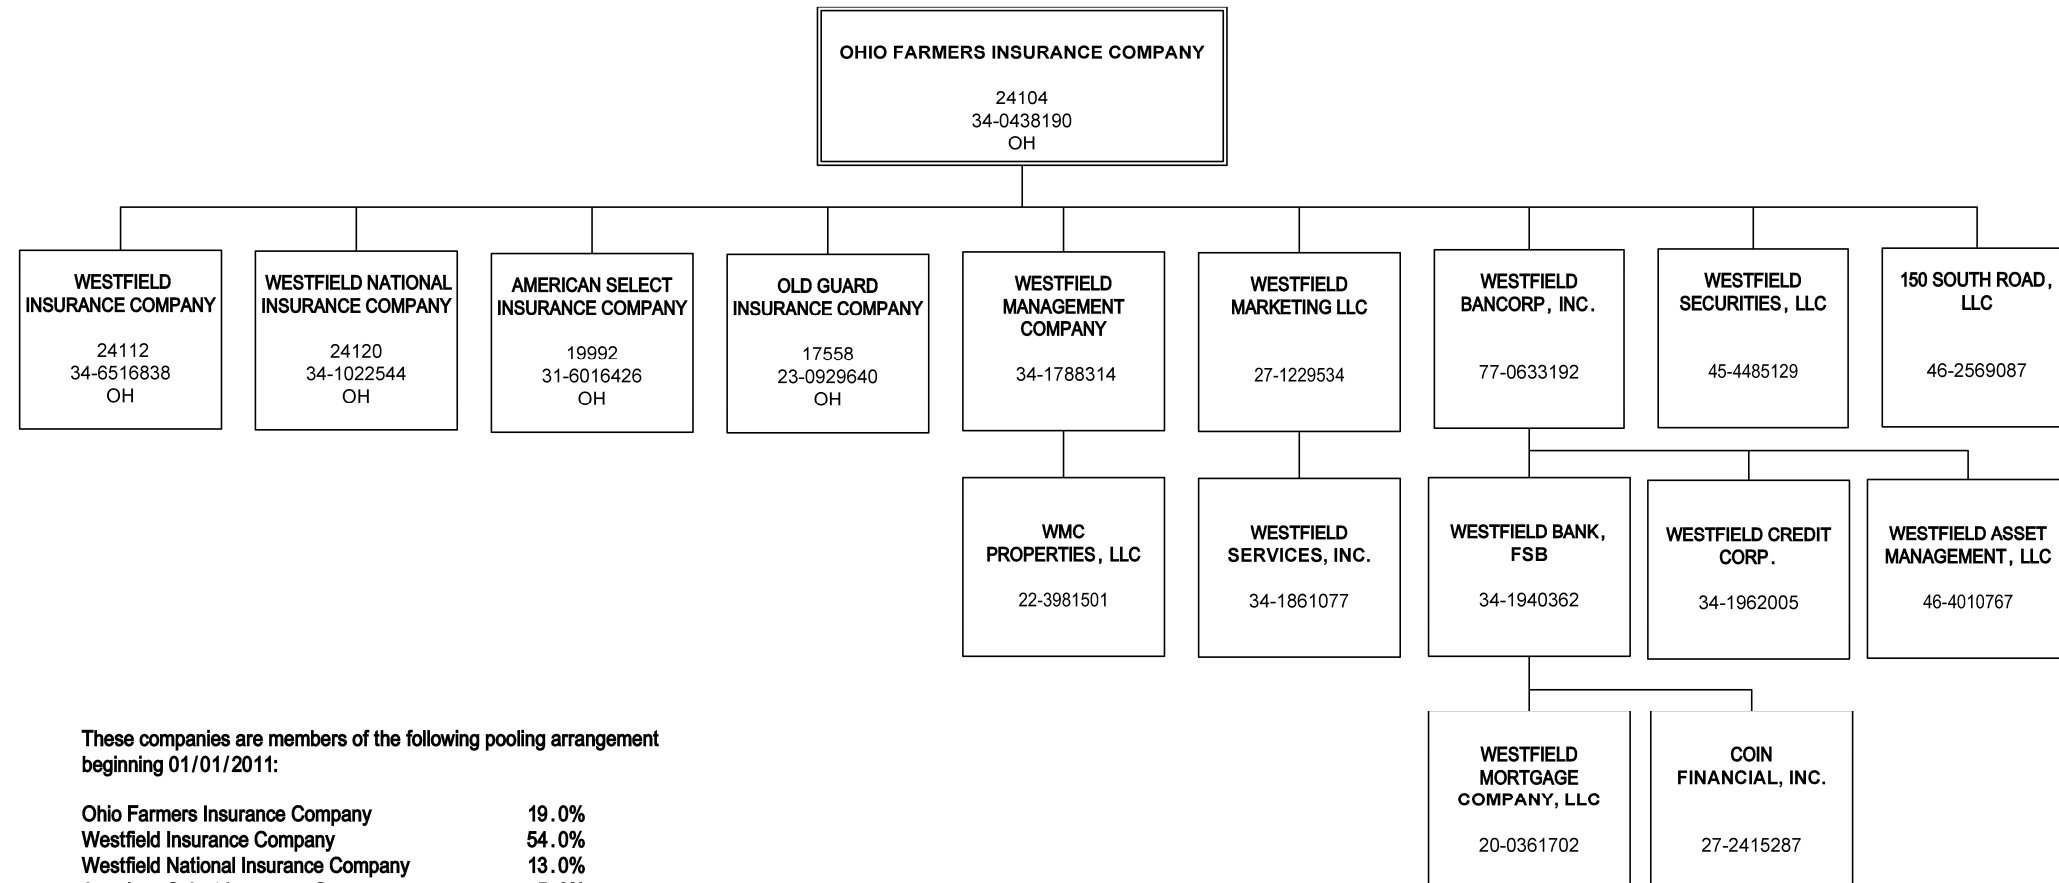 OHIO FARMERS INSURANCE COMPANY
24104
34-0438190
OH
WESTFIELD
INSURANCE COMPANY
24112
34-6516838
OH
WESTFIELD NATIONAL
INSURANCE COMPANY
24120
34-1022544
OH
AMERICAN SELECT
INSURANCE COMPANY
19992
31-6016426
OH
OLD GUARD
INSURANCE COMPANY
17558
23-0929640
OH
WESTFIELD
MANAGEMENT
COMPANY
34-1788314
WESTFIELD
MARKETING LLC
27-1229534
WESTFIELD
BANCORP, INC.
77-0633192
WESTFIELD
SECURITIES, LLC
45-4485129
150 SOUTH ROAD,
LLC
46-2569087
WMC
PROPERTIES, LLC
22-3981501
WESTFIELD
SERVICES, INC.
34-1861077
WESTFIELD BANK,
FSB
34-1940362
WESTFIELD CREDIT
CORP.
34-1962005
WESTFIELD ASSET
MANAGEMENT, LLC
46-4010767
WESTFIELD
MORTGAGE
COMPANY, LLC
20-0361702
COIN
FINANCIAL, INC.
27-2415287
These companies are members of the following pooling arrangement
beginning 01/01/2011:
Ohio Farmers Insurance Company 19.0%
Westfield Insurance Company 54.0%
Westfield National Insurance Company 13.0%